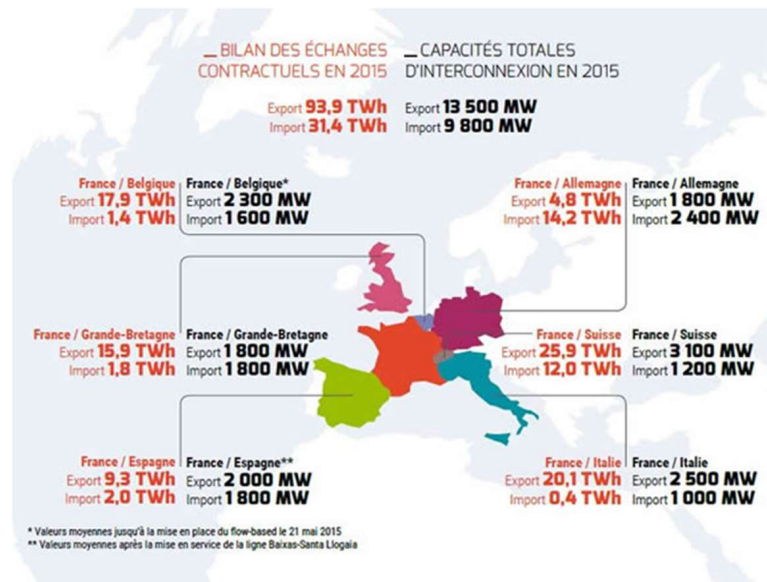 BILAN DES ÉCHANGES
CONTRACTUELS EN 2015
Export 93,9 TWh
Import 31,4 TWh
CAPACITÉS TOTALES
D'INTERCONNEXION EN 2015
Export 13 500 MW
Import 9 800 MW
France / Belgique
Export 17,9 TWh
Import 1,4 TWh
France / Belgique*
Export 2 300 MW
Import 1 600 MW
France / Allemagne
Export 4,8 TWh
Import 14,2 TWh
France / Allemagne
Export 1 800 MW
Import 2 400 MW
France / Grande-Bretagne
Export 15,9 TWh
Import 1,8 TWh
France / Grande-Bretagne
Export 1 800 MW
Import 1 800 MW
France / Suisse
Export 25,9 TWh
Import 12,0 TWh
France / Suisse
Export 3 100 MW
Import 1 200 MW
France / Espagne
Export 9,3 TWh
Import 2,0 TWh
France / Espagne**
Export 2 000 MW
Import 1 800 MW
France / Italie
Export 20,1 TWh
Import 0,4 TWh
France / Italie
Export 2 500 MW
Import 1 000 MW
* Valeurs moyennes jusqu'à la mise en place du flow-based le 21 mai 2015
** Valeurs moyennes après la mise en service de la ligne Baixas-Santa Llogaia